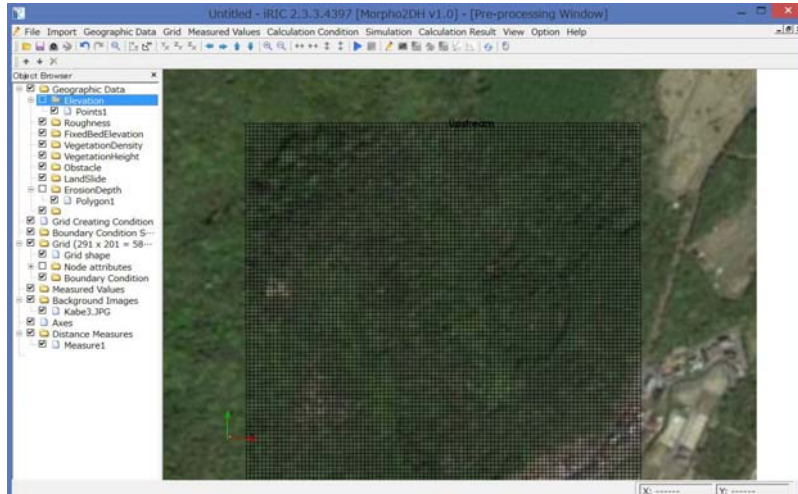 Untitled - iRIC 2.3.3.4397 [Morpho2DH v1.0] - [Pre-processing Window]
File Import Geographic Data Grid Measured Values Calculation Condition Simulation Calculation Result View Option Help
Object Browser
Geographic Data
Elevation
Points1
Roughness
FixedBedElevation
VegetationDensity
VegetationHeight
Obstacle
LandSlide
ErosionDepth
Polygon1
Grid Creating Condition
Boundary Condition S...
Grid (291 x 201 = 58...
Grid shape
Node attributes
Boundary Condition
Measured Values
Background Images
Kabe3.JPG
Axes
Distance Measures
Measure1
Upstream
X: ------ Y: ------